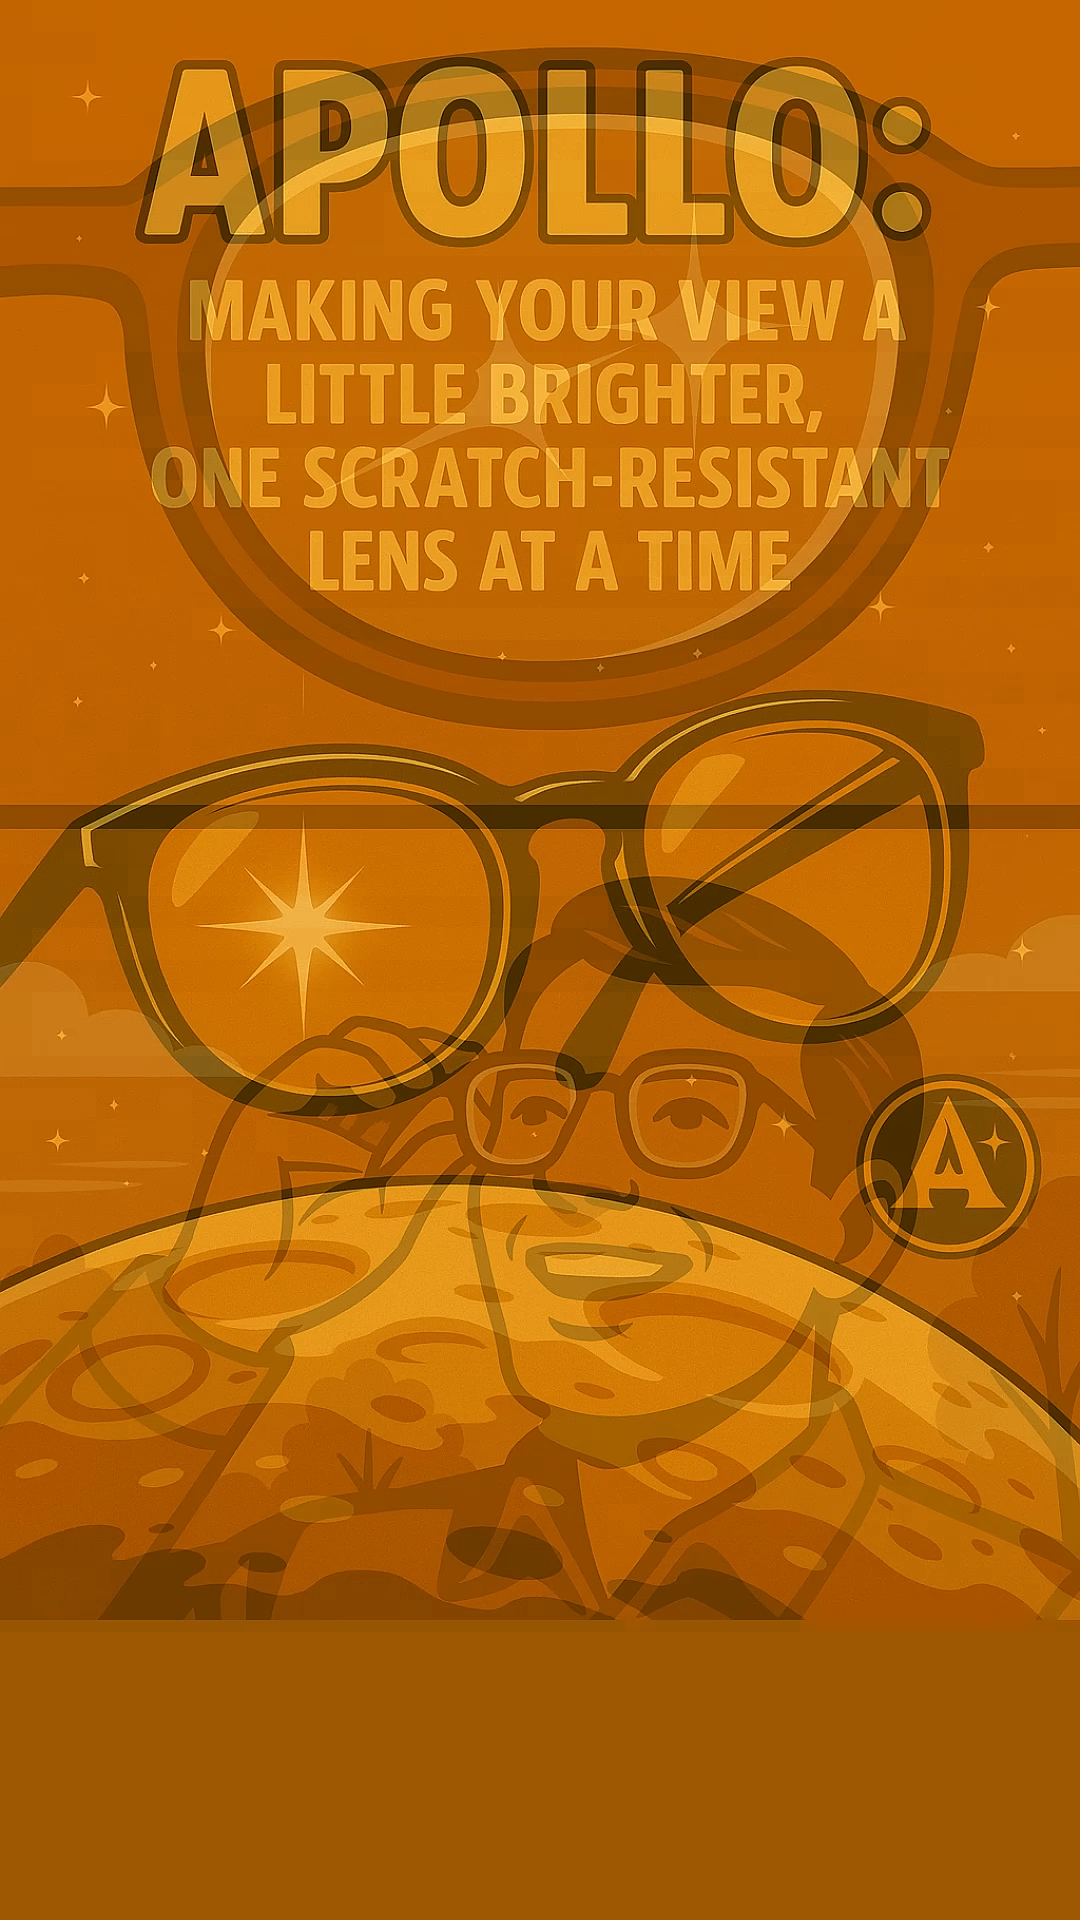 APOLLO:
MAKING YOUR VIEW A
LITTLE BRIGHTER,
ONE SCRATCH-RESISTANT
LENS AT A TIME
A